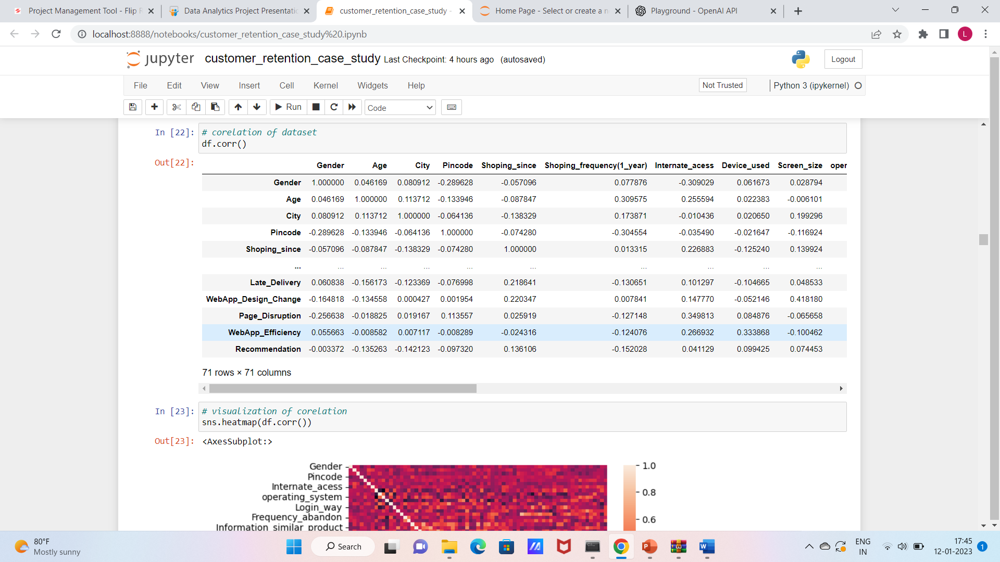 Project Management Tool - Flip R
Data Analytics Project Presentatic
customer_retention_case_study -
Home Page - Select or create a n
Playground - OpenAI API
localhost:8888/notebooks/customer_retention_case_study%20.ipynb
L
jupyter customer_retention_case_study Last Checkpoint: 4 hours ago (autosaved)
Logout
File Edit View Insert Cell Kernel Widgets Help
Not Trusted
Python 3 (ipykernel)
Run
Code
In [22]: # corelation of dataset
df.corr()
Out[22]:
Gender Age City Pincode Shoping_since Shoping_frequency(1_year) Internate_acess Device_used Screen_size oper
Gender 1.000000 0.046169 0.080912 -0.289628 -0.057096 0.077876 -0.309029 0.061673 0.028794
Age 0.046169 1.000000 0.113712 -0.133946 -0.087847 0.309575 0.255594 0.022383 -0.006101
City 0.080912 0.113712 1.000000 -0.064136 -0.138329 0.173871 -0.010436 0.020650 0.199296
Pincode -0.289628 -0.133946 -0.064136 1.000000 -0.074280 -0.304554 -0.035490 -0.021647 -0.116924
Shoping_since -0.057096 -0.087847 -0.138329 -0.074280 1.000000 0.013315 0.226883 -0.125240 0.139924
... ... ... ... ... ... ... ... ... ...
Late_Delivery 0.060838 -0.156173 -0.123369 -0.076998 0.218641 -0.130651 0.101297 -0.104665 0.048533
WebApp_Design_Change -0.164818 -0.134558 0.000427 0.001954 0.220347 0.007841 0.147770 -0.052146 0.418180
Page_Disruption -0.256638 -0.018825 0.019167 0.113557 0.025919 -0.127148 0.349813 0.084876 -0.065658
WebApp_Efficiency 0.055663 -0.008582 0.007117 -0.008289 -0.024316 -0.124076 0.266932 0.333868 -0.100462
Recommendation -0.003372 -0.135263 -0.142123 -0.097320 0.136106 -0.152028 0.041129 0.099425 0.074453
71 rows × 71 columns
In [23]: # visualization of corelation
sns.heatmap(df.corr())
Out[23]: <AxesSubplot:>
Gender
Pincode
Internate_acess
operating_system
Login_way
Frequency_abandon
Information_similar_product
1.0
0.8
0.6
80°F
Mostly sunny
Search
ENG
IN
17:45
12-01-2023
1